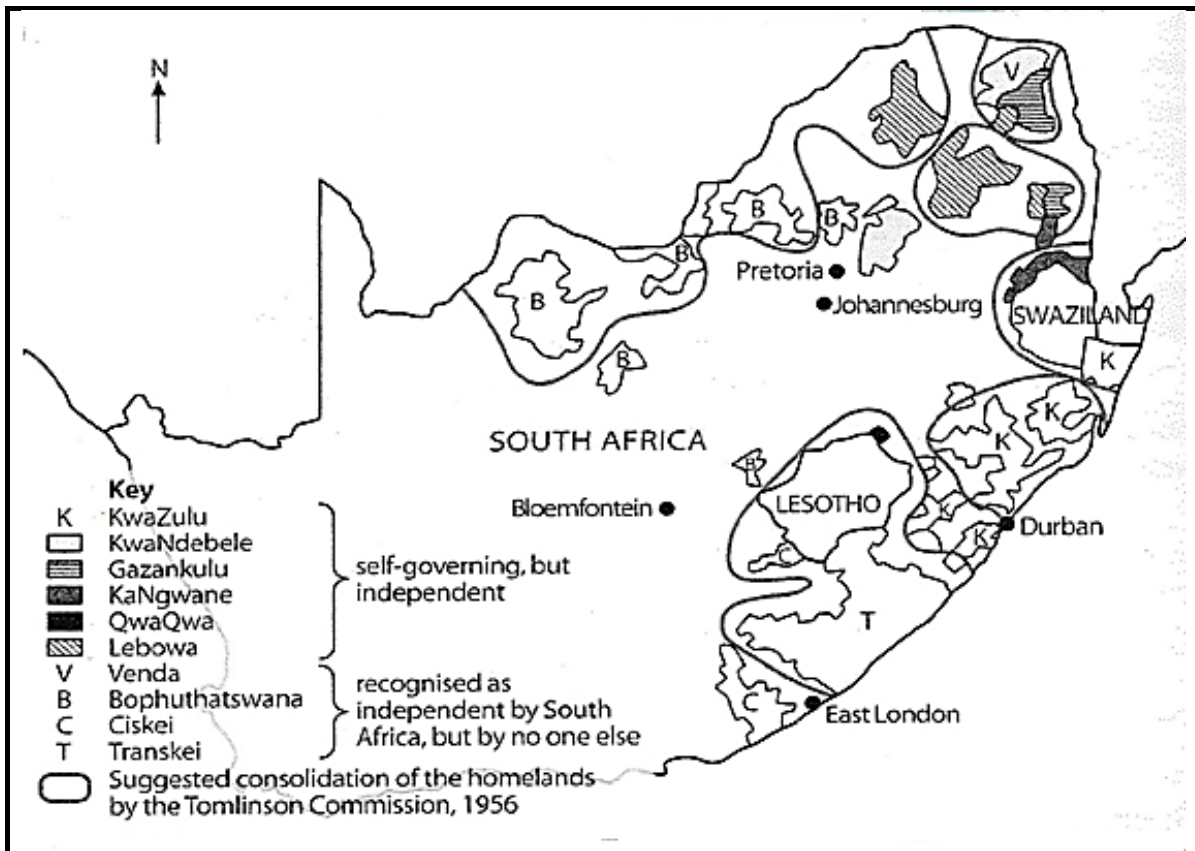 N
V
B
B
B
B
Pretoria
Johannesburg
SWAZILAND
K
B
K
K
SOUTH AFRICA
B
LESOTHO
Bloemfontein
K
Durban
K
C
T
C
East London
Key
K KwaZulu
KwaNdebele
Gazankulu
KaNgwane
QwaQwa
Lebowa
self-governing, but
independent
V Venda
B Bophuthatswana
C Ciskei
T Transkei
recognised as
independent by South
Africa, but by no one else
Suggested consolidation of the homelands
by the Tomlinson Commission, 1956